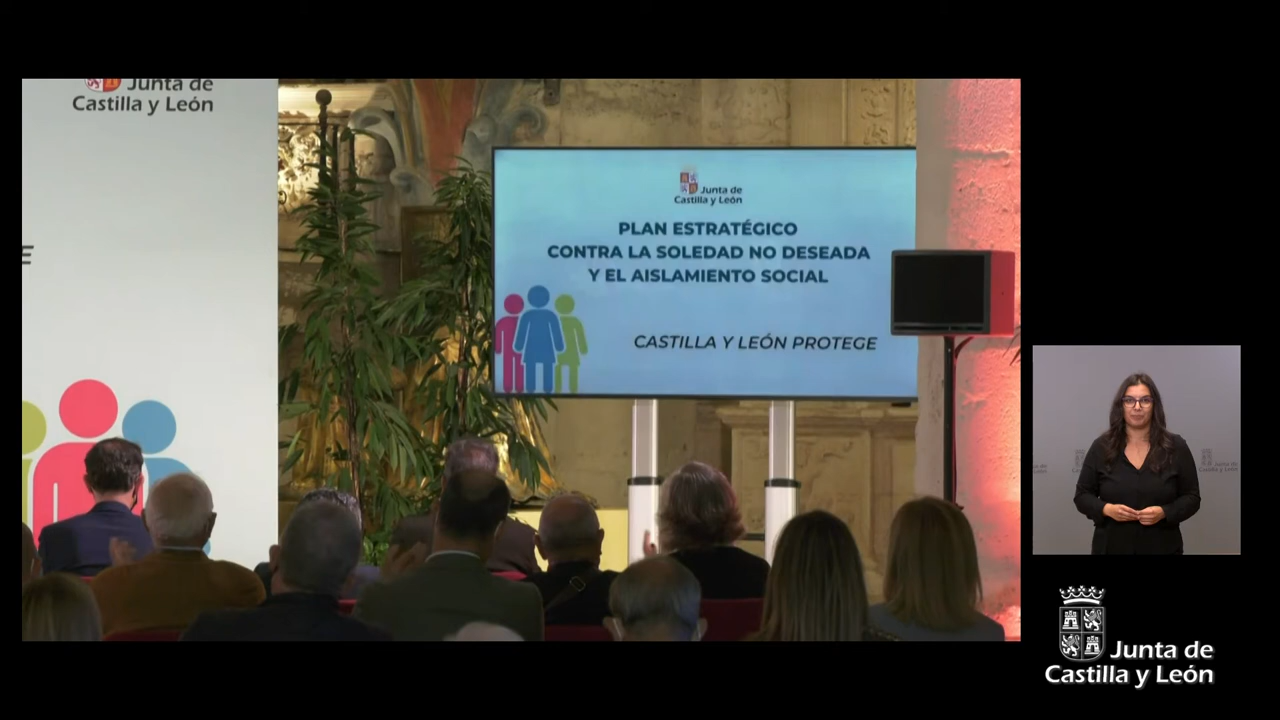 Junta de
Castilla y León
Junta de
Castilla y León
PLAN ESTRATÉGICO
CONTRA LA SOLEDAD NO DESEADA
Y EL AISLAMIENTO SOCIAL
CASTILLA Y LEÓN PROTEGE
E
Junta de
Castilla y León